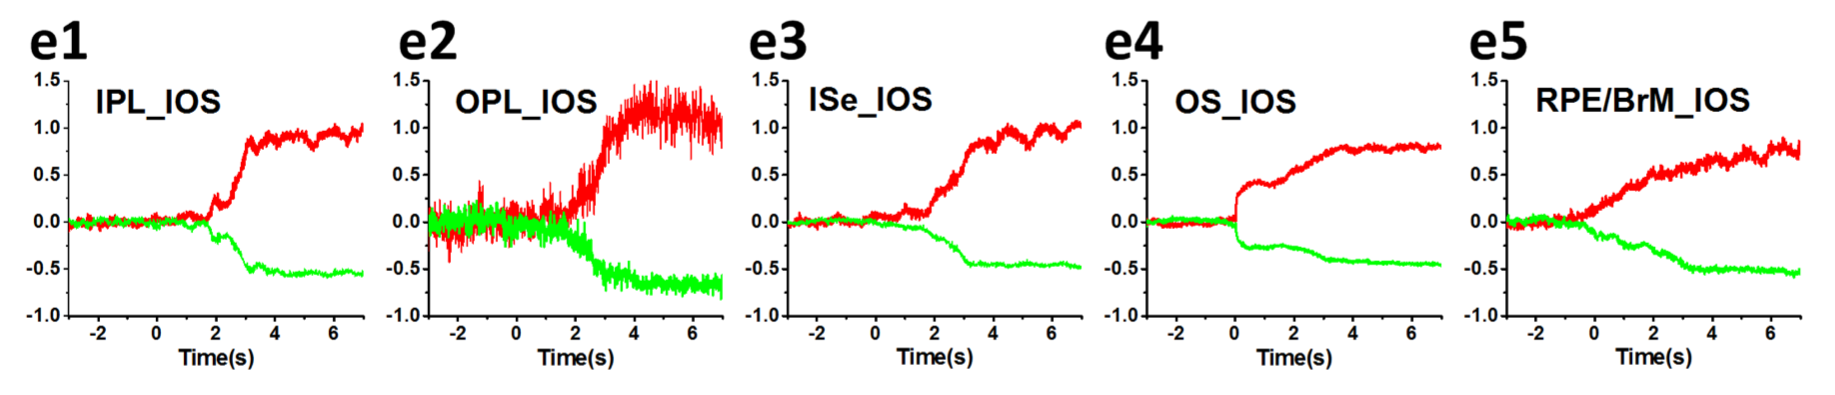 e1 e2 e3 e4 e5
IPL_IOS OPL_IOS ISe_IOS OS_IOS RPE/BrM_IOS
1.5 1.5 1.5 1.5 1.5
1.0 1.0 1.0 1.0 1.0
0.5 0.5 0.5 0.5 0.5
0.0 0.0 0.0 0.0 0.0
-0.5 -0.5 -0.5 -0.5 -0.5
-1.0 -1.0 -1.0 -1.0 -1.0
-2 0 2 4 6 -2 0 2 4 6 -2 0 2 4 6 -2 0 2 4 6 -2 0 2 4 6
Time(s) Time(s) Time(s) Time(s) Time(s)